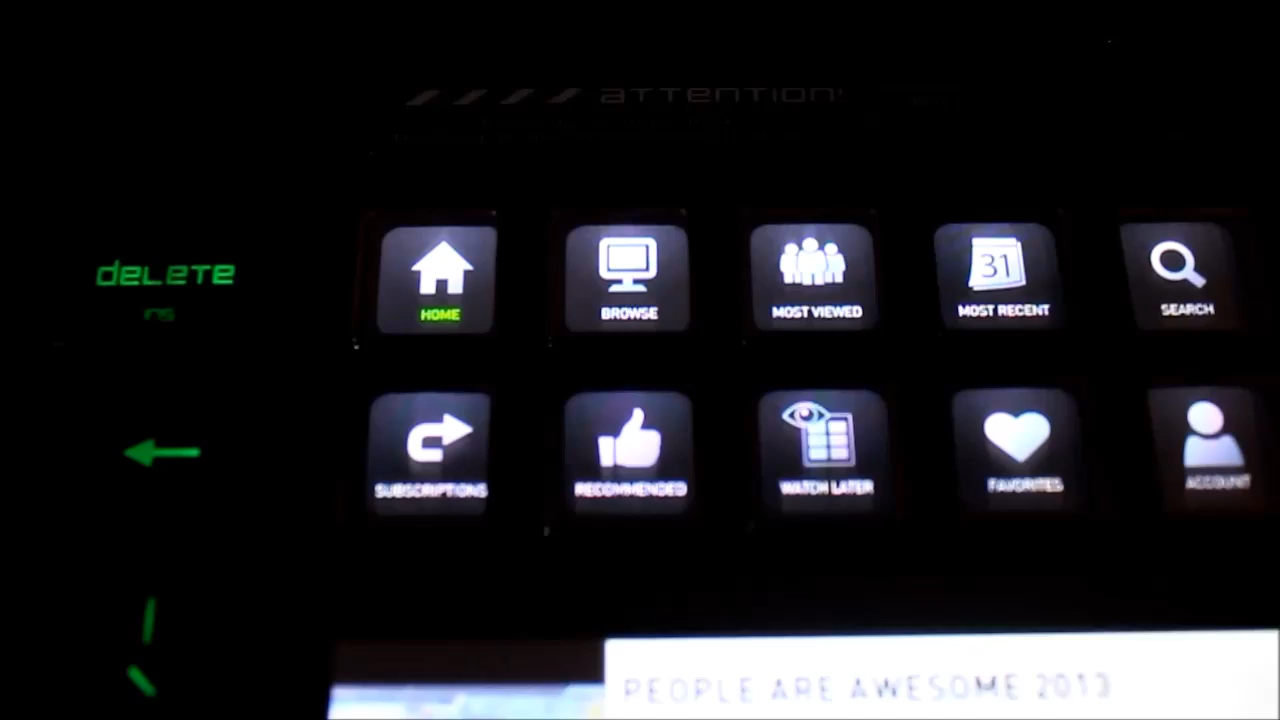 ATTENTION!
DELETE
HOME
BROWSE
MOST VIEWED
31
MOST RECENT
SEARCH
SUBSCRIPTIONS
RECOMMENDED
WATCH LATER
FAVORITES
ACCOUNT
PEOPLE ARE AWESOME 2013